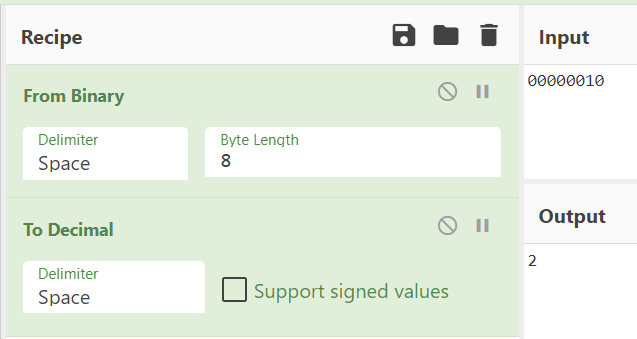 Recipe
From Binary
Delimiter
Space
Byte Length
8
To Decimal
Delimiter
Space
Support signed values
Input
00000010
Output
2